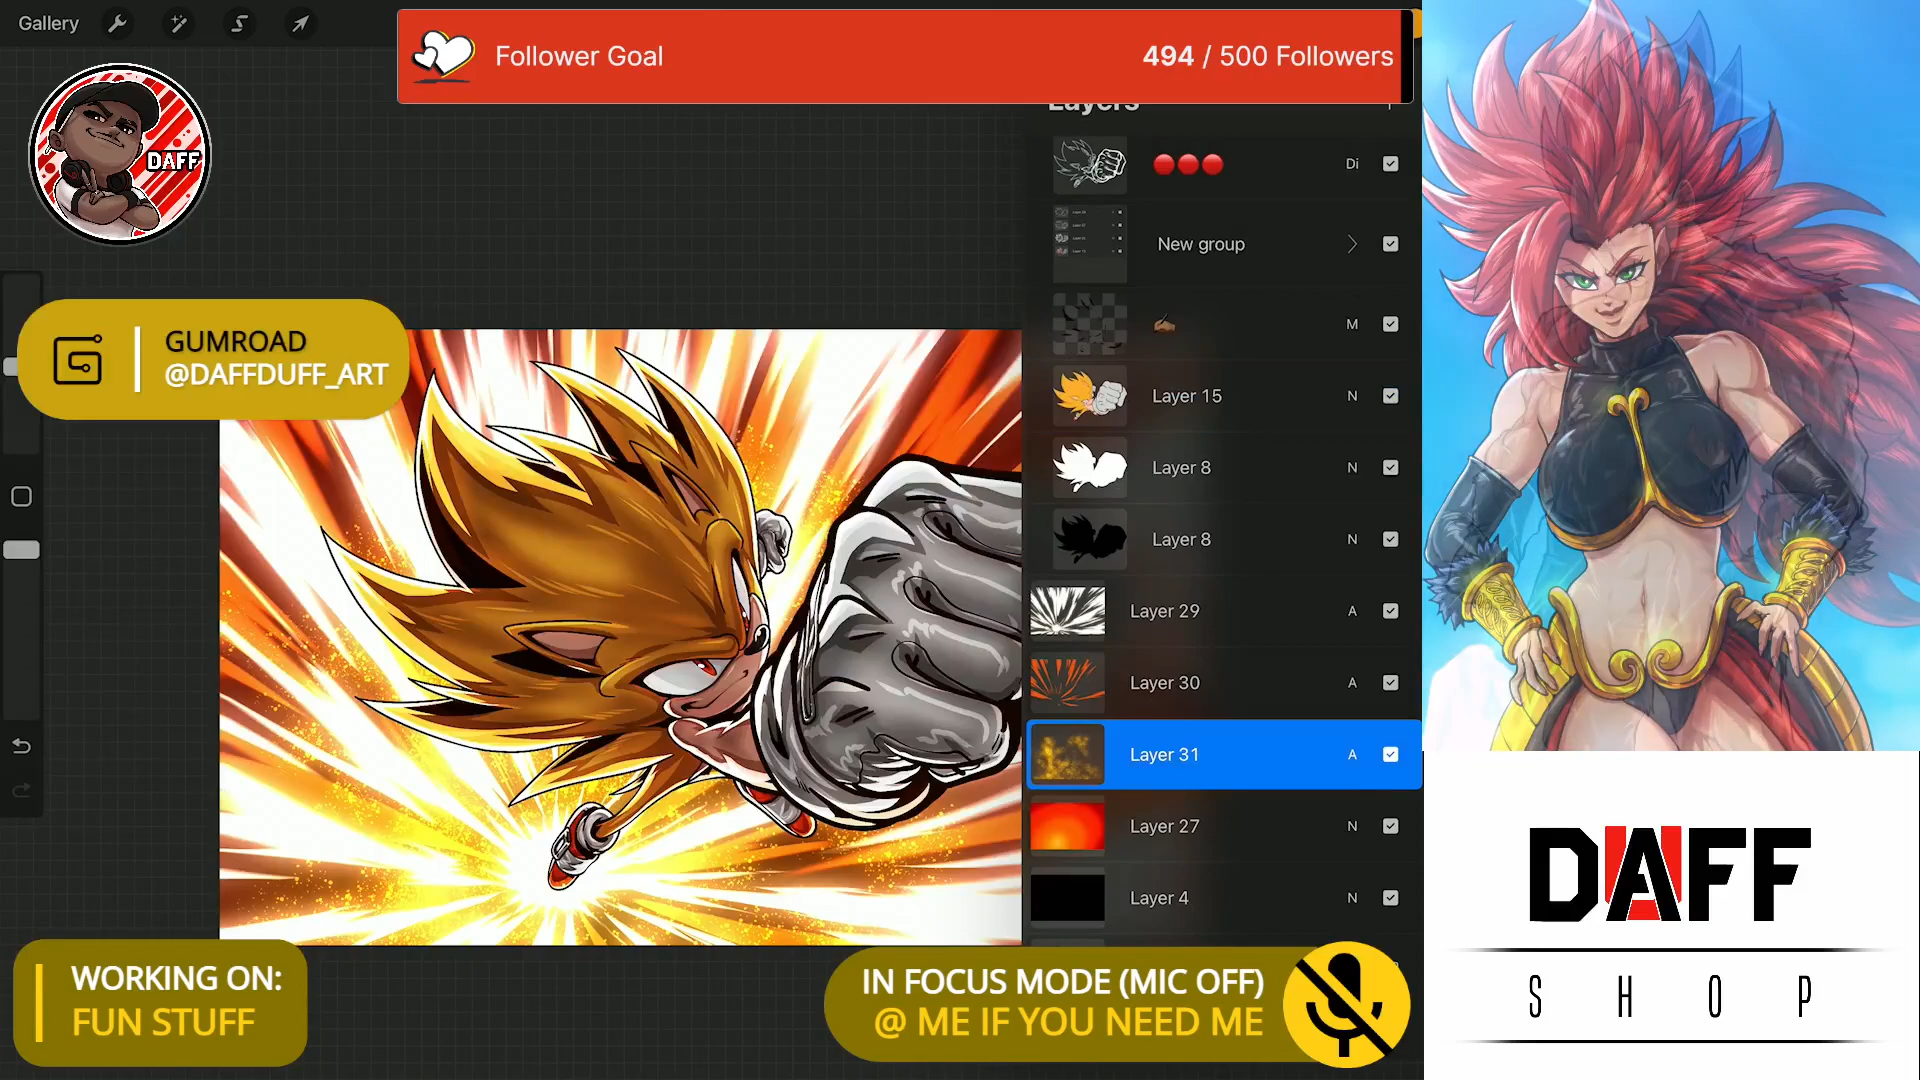 Gallery
Follower Goal
494 / 500 Followers
Layers
DAFF
Di
New group
M
Layer 15
N
Layer 8
N
Layer 8
N
Layer 29
A
Layer 30
A
Layer 31
A
Layer 27
N
Layer 4
N
GUMROAD
@DAFFDUFF_ART
WORKING ON:
FUN STUFF
IN FOCUS MODE (MIC OFF)
@ ME IF YOU NEED ME
DAFF
SHOP